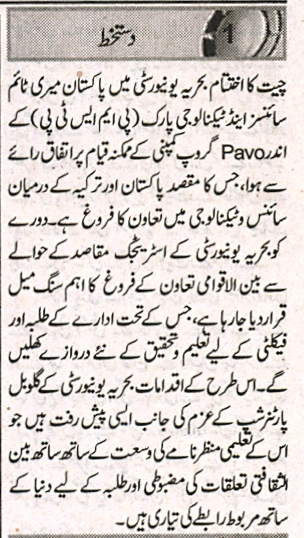 1
دستخط
چیت کا اختتام بحریہ یونیورسٹی میں پاکستان میری ٹائم
سائنسز اینڈ ٹیکنالوجی پارک (پی ایم ایس ٹی پی) کے
اندر Pavo گروپ کمپنی کے ممکنہ قیام پر اتفاق رائے
سے ہوا، جس کا مقصد پاکستان اور ترکیہ کے درمیان
سائنس و ٹیکنالوجی میں تعاون کا فروغ ہے۔ دورے
کو بحریہ یونیورسٹی کے اسٹریٹجک مقاصد کے حوالے
سے بین الاقوامی تعاون کے فروغ کا اہم سنگ میل
قرار دیا جا رہا ہے، جس کے تحت ادارے کے طلبہ اور
فیکلٹی کے لیے تعلیم و تحقیق کے نئے دروازے کھلیں
گے۔ اس طرح کے اقدامات بحریہ یونیورسٹی کے گلوبل
پارٹنرشپ کے عزم کی جانب ایسی پیش رفت ہیں جو
اس کے تعلیمی منظر نامے کی وسعت کے ساتھ ساتھ بین
الثقافتی تعلقات کی مضبوطی اور طلبہ کے لیے دنیا کے
ساتھ مربوط رابطے کی تیاری ہیں۔